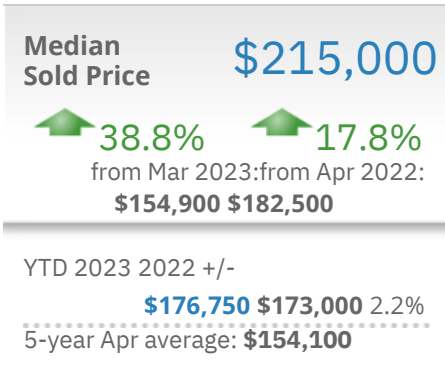 Median
Sold Price
$215,000
38.8%
17.8%
from Mar 2023:from Apr 2022:
$154,900 $182,500
YTD 2023 2022 +/-
$176,750 $173,000 2.2%
5-year Apr average: $154,100